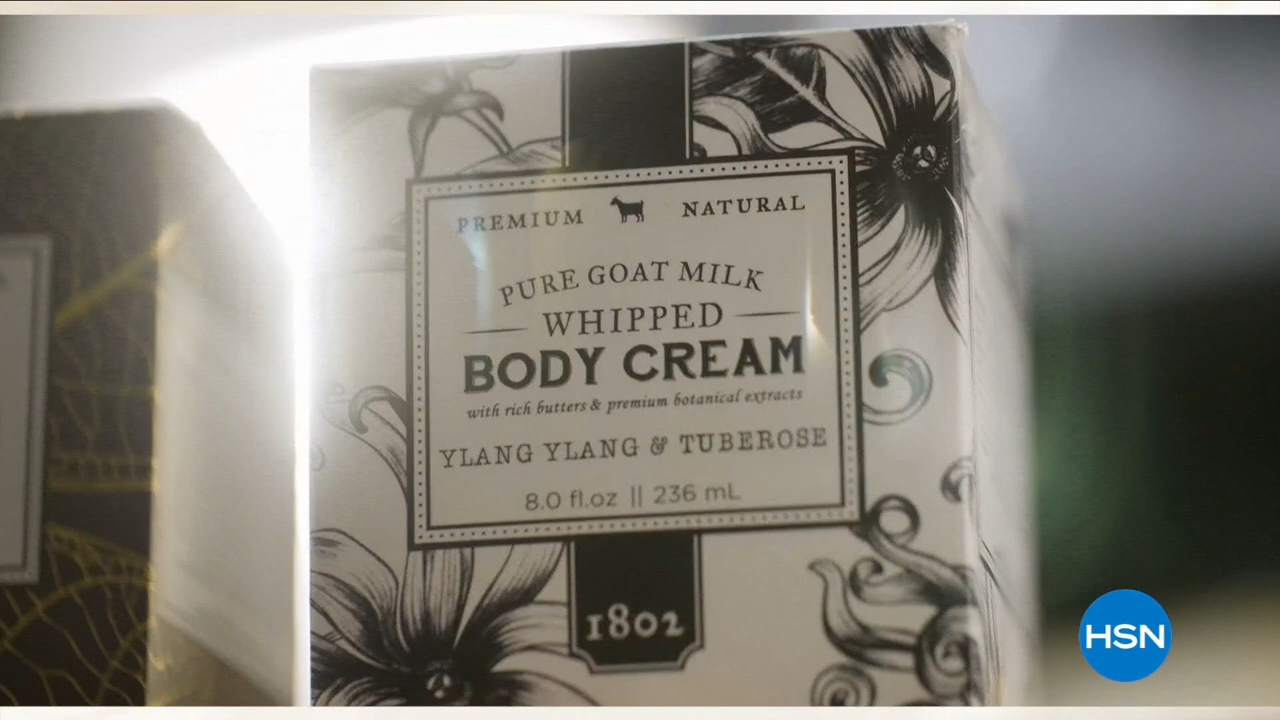 PREMIUM NATURAL
PURE GOAT MILK
WHIPPED
BODY CREAM
with rich butters & premium botanical extracts
YLANG YLANG & TUBEROSE
8.0 fl.oz || 236 mL
1802
HSN